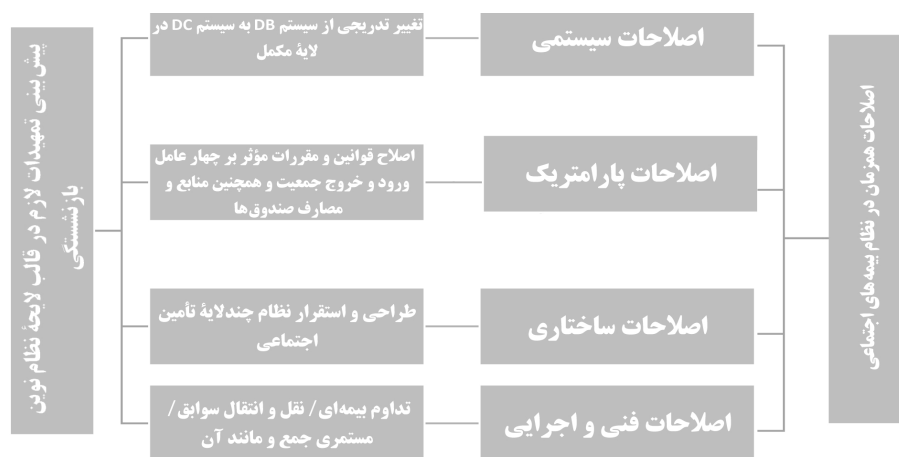 اصلاحات همزمان در نظام بیمه‌های اجتماعی
اصلاحات سیستمی
تغییر تدریجی از سیستم DB به سیستم DC در
لایهٔ مکمل
اصلاحات پارامتریک
اصلاح قوانین و مقررات مؤثر بر چهار عامل
ورود و خروج جمعیت و همچنین منابع و
مصارف صندوق‌ها
اصلاحات ساختاری
طراحی و استقرار نظام چندلایهٔ تأمین
اجتماعی
اصلاحات فنی و اجرایی
تداوم بیمه‌ای/ نقل و انتقال سوابق/
مستمری جمع و مانند آن
پیش بینی تمهیدات لازم در قالب لایحهٔ نظام نوین
بازنشستگی